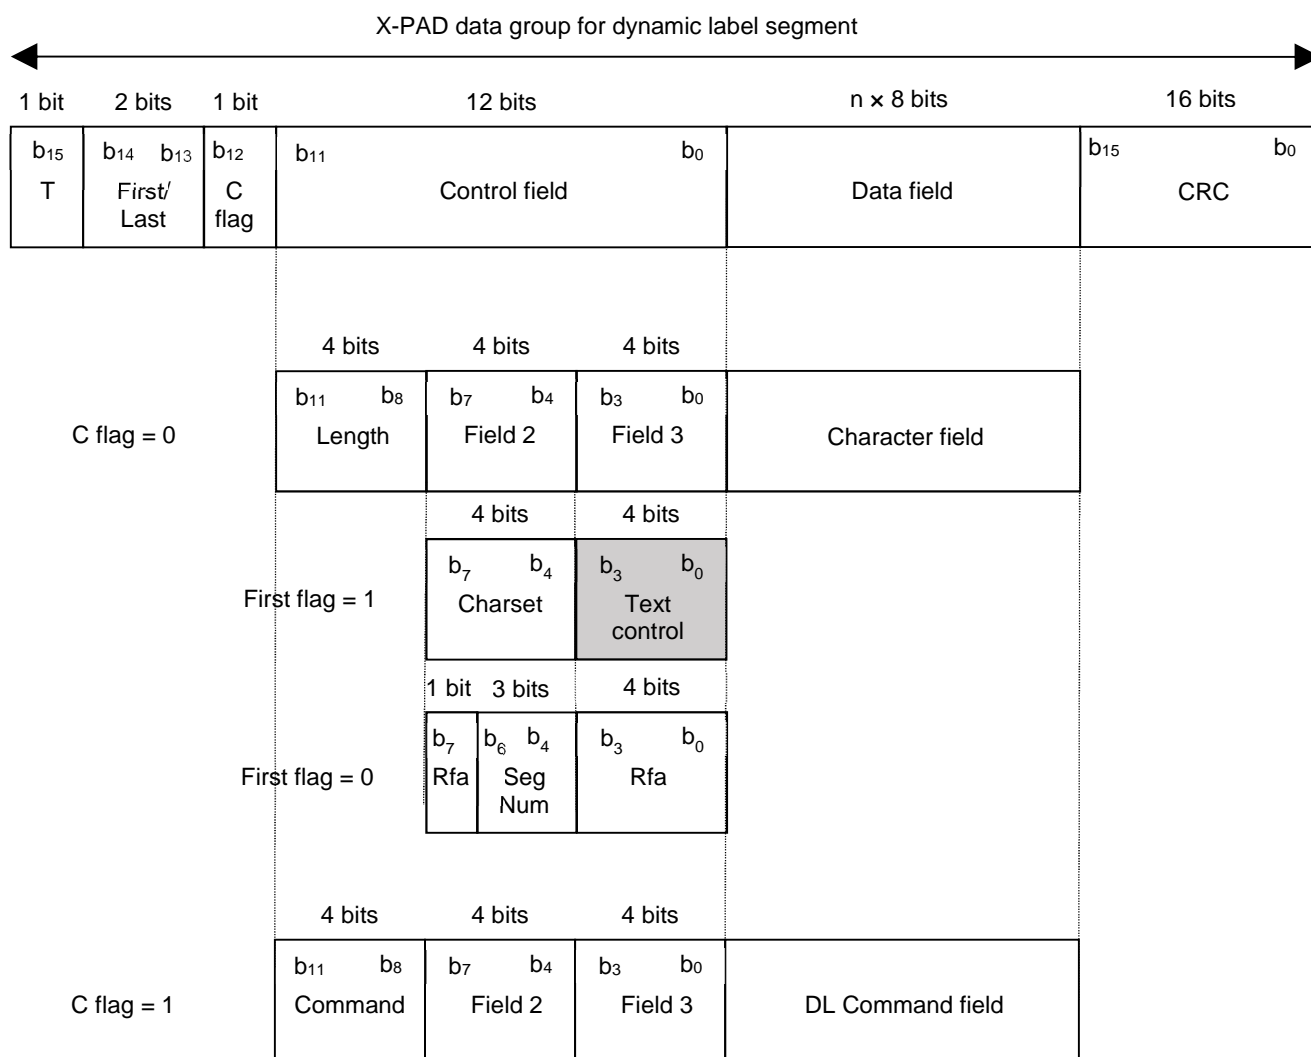 X-PAD data group for dynamic label segment
1 bit 2 bits 1 bit 12 bits n × 8 bits 16 bits
b15 b14 b13 b12 b11 b0 b15 b0
T First/ C Control field Data field CRC
Last flag
4 bits 4 bits 4 bits
b11 b8 b7 b4 b3 b0
C flag = 0 Length Field 2 Field 3 Character field
4 bits 4 bits
b7 b4 b3 b0
First flag = 1 Charset Text
control
1 bit 3 bits 4 bits
b7 b6 b4 b3 b0
First flag = 0 Rfa Seg Rfa
Num
4 bits 4 bits 4 bits
b11 b8 b7 b4 b3 b0
C flag = 1 Command Field 2 Field 3 DL Command field